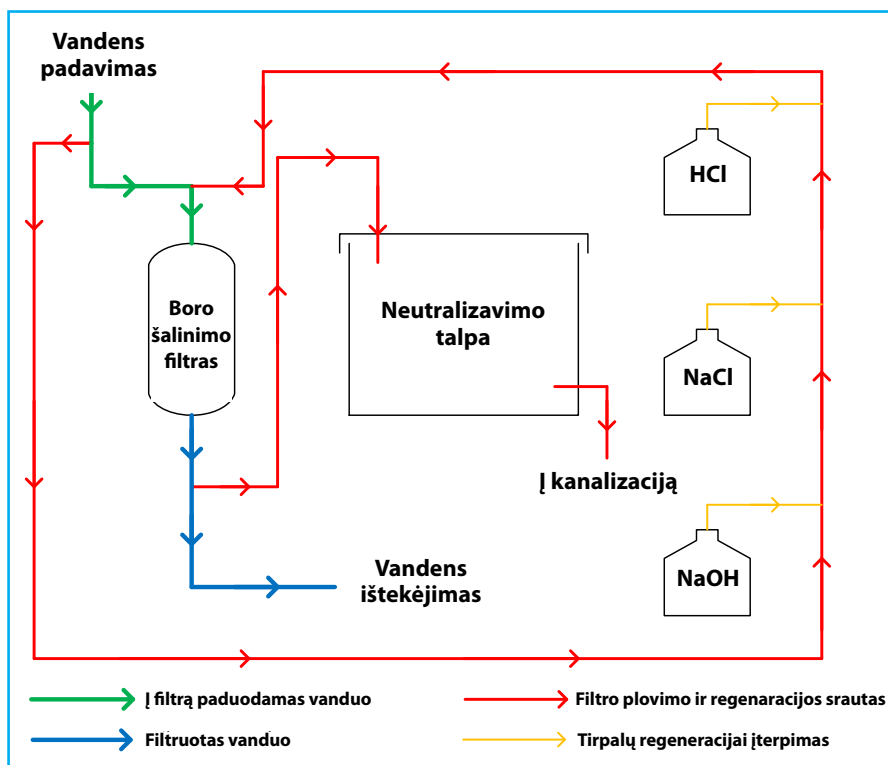 Vandens
padavimas
HCl
Boro
šalinimo
filtras
Neutralizavimo
talpa
NaCl
Į kanalizaciją
NaOH
Vandens
ištekėjimas
Į filtrą paduodamas vanduo
Filtro plovimo ir regenaracijos srautas
Filtruotas vanduo
Tirpalų regeneracijai įterpimas